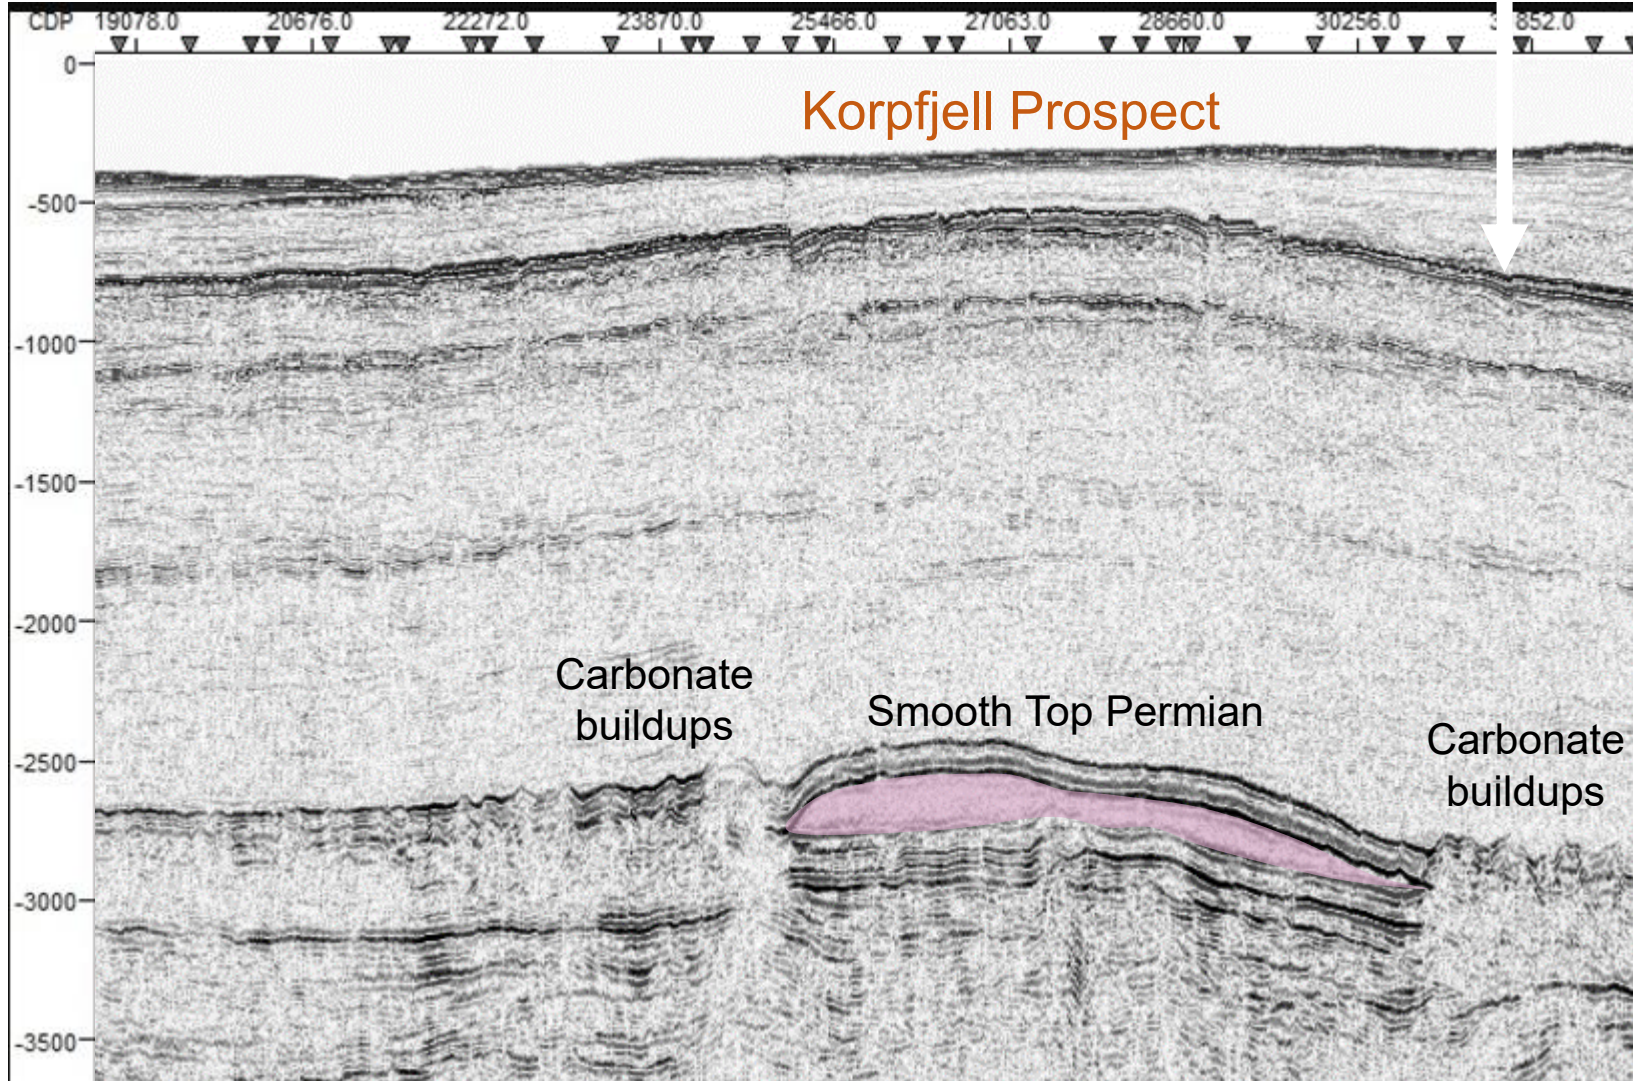 CDP 19078.0 20676.0 22272.0 23870.0 25466.0 27063.0 28660.0 30256.0 852.0
0
Korpfjell Prospect
-500
-1000
-1500
-2000
Carbonate
buildups
Smooth Top Permian
Carbonate
buildups
-2500
-3000
-3500